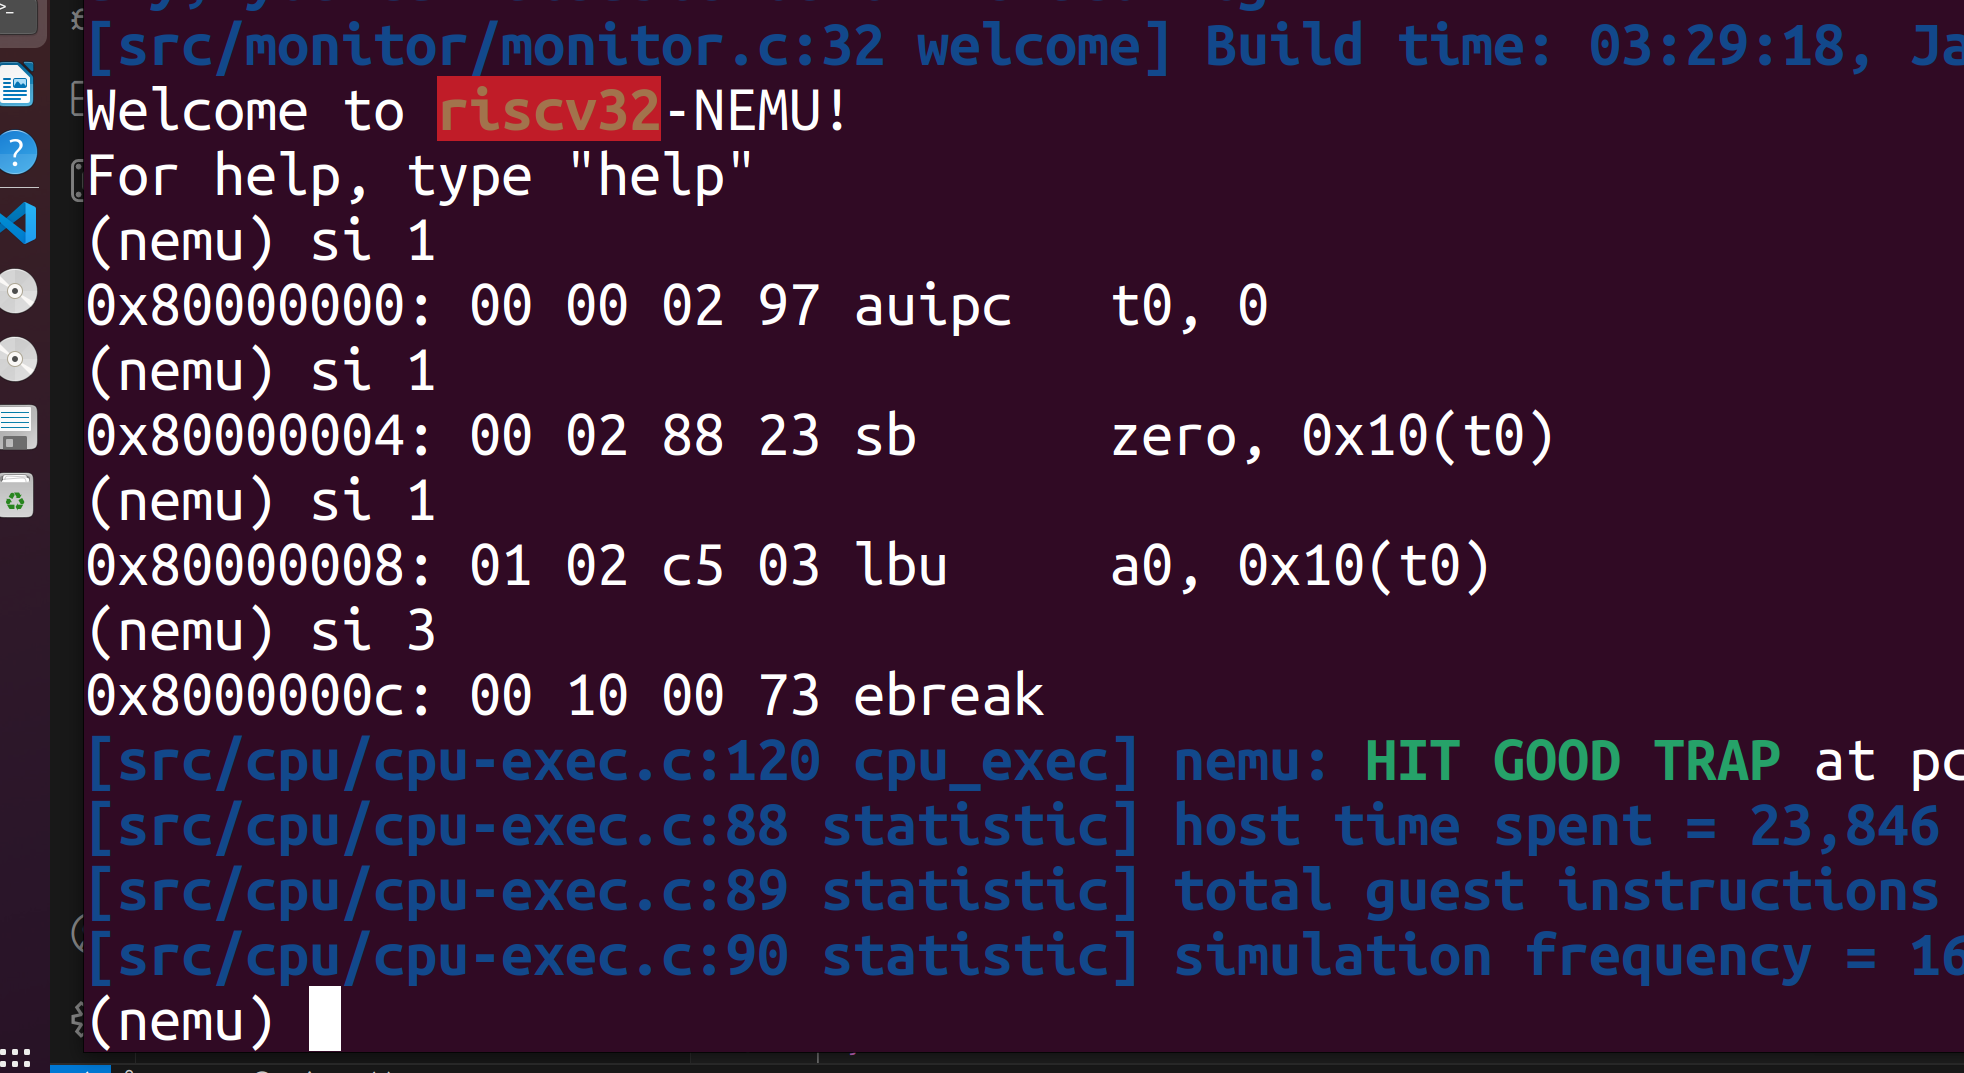 [src/monitor/monitor.c:32 welcome] Build time: 03:29:18, Ja
Welcome to riscv32-NEMU!
For help, type "help"
(nemu) si 1
0x80000000: 00 00 02 97 auipc   t0, 0
(nemu) si 1
0x80000004: 00 02 88 23 sb      zero, 0x10(t0)
(nemu) si 1
0x80000008: 01 02 c5 03 lbu     a0, 0x10(t0)
(nemu) si 3
0x8000000c: 00 10 00 73 ebreak
[src/cpu/cpu-exec.c:120 cpu_exec] nemu: HIT GOOD TRAP at pc
[src/cpu/cpu-exec.c:88 statistic] host time spent = 23,846
[src/cpu/cpu-exec.c:89 statistic] total guest instructions
[src/cpu/cpu-exec.c:90 statistic] simulation frequency = 16
(nemu)